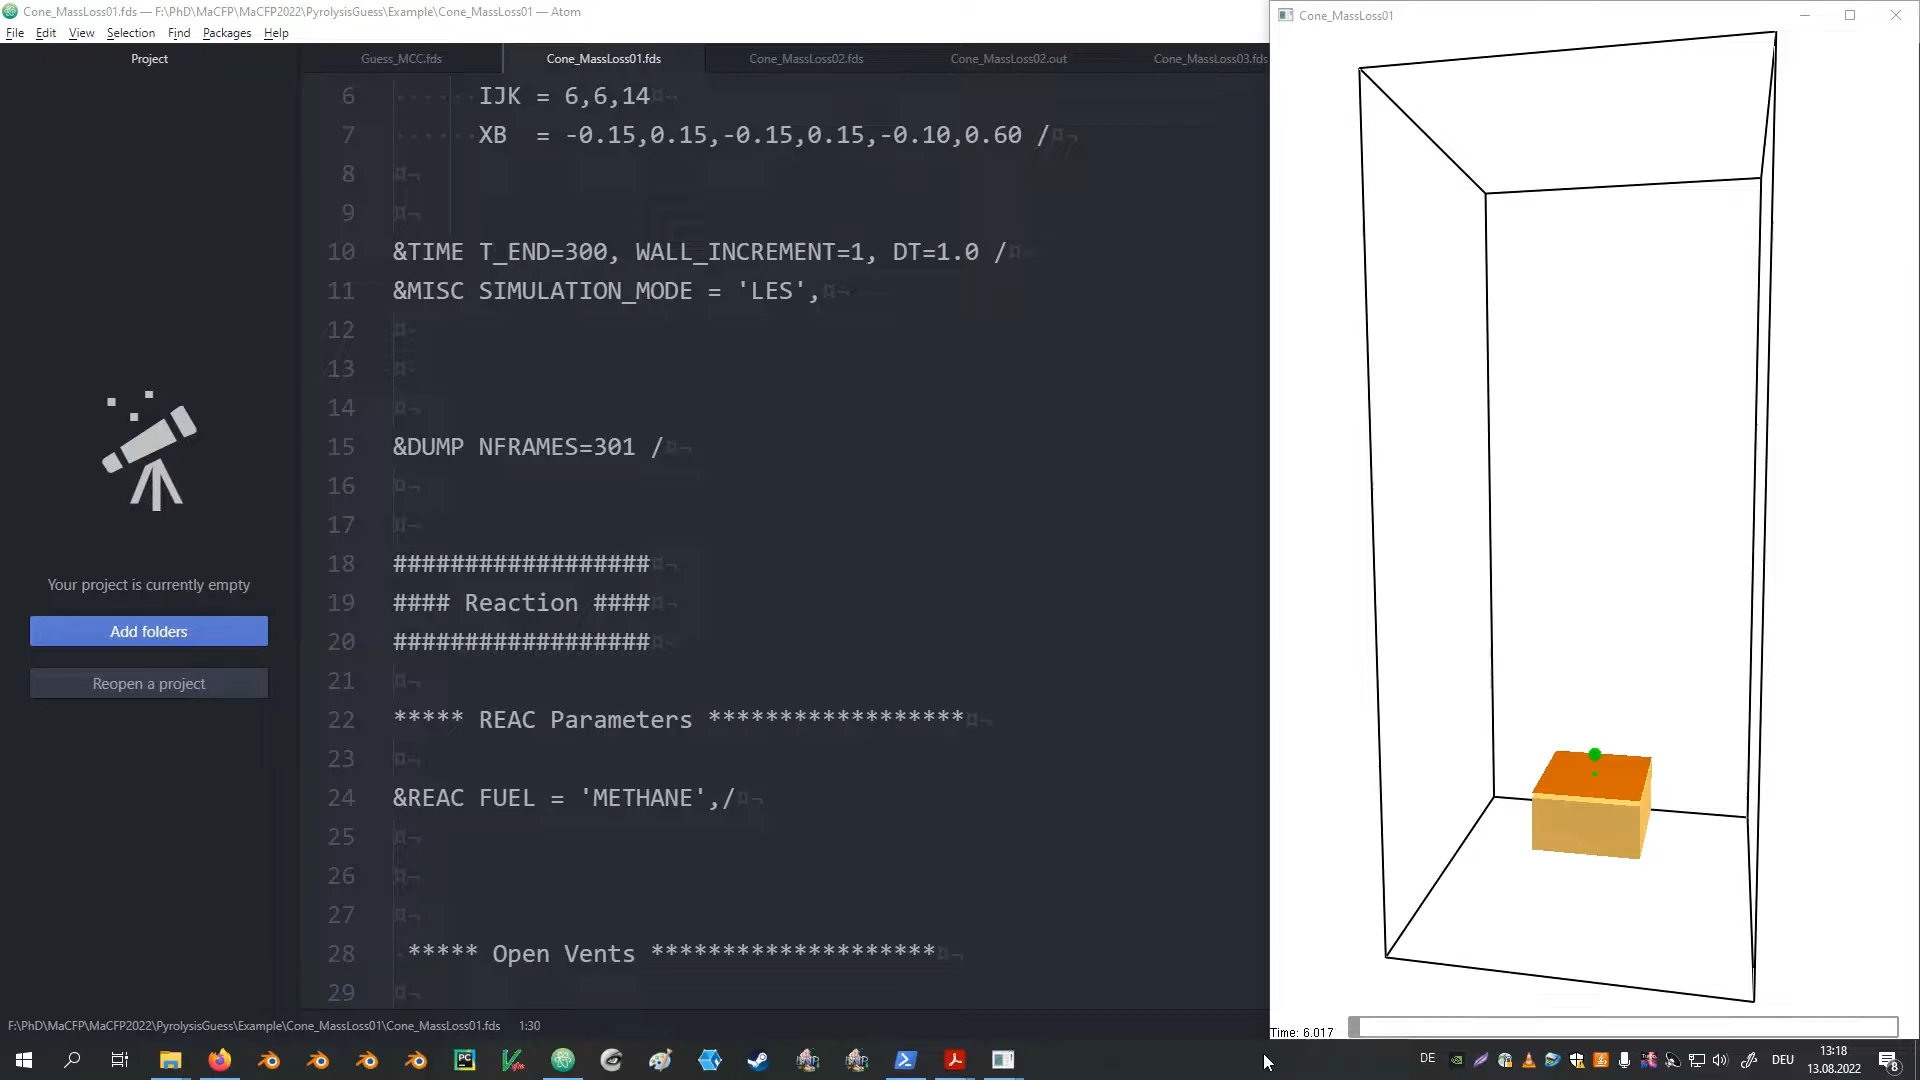 Cone_MassLoss01.fds — F:\PhD\MaCFP\MaCFP2022\PyrolysisGuess\Example\Cone_MassLoss01 — Atom
File Edit View Selection Find Packages Help
Project
Guess_MCC.fds Cone_MassLoss01.fds Cone_MassLoss02.fds Cone_MassLoss02.out Cone_MassLoss03.fds
6 IJK = 6,6,14
7 XB = -0.15,0.15,-0.15,0.15,-0.10,0.60 /
8
9
10 &TIME T_END=300, WALL_INCREMENT=1, DT=1.0 /
11 &MISC SIMULATION_MODE = 'LES',
12
13
14
15 &DUMP NFRAMES=301 /
16
17
18 ##################
19 #### Reaction ####
20 ##################
21
22 ***** REAC Parameters ******************
23
24 &REAC FUEL = 'METHANE',/
25
26
27
28 ***** Open Vents ********************
29
Your project is currently empty
Add folders
Reopen a project
F:\PhD\MaCFP\MaCFP2022\PyrolysisGuess\Example\Cone_MassLoss01\Cone_MassLoss01.fds 1:30
Cone_MassLoss01
Time: 6.017
PC
DE
DEU
13:18
13.08.2022
8